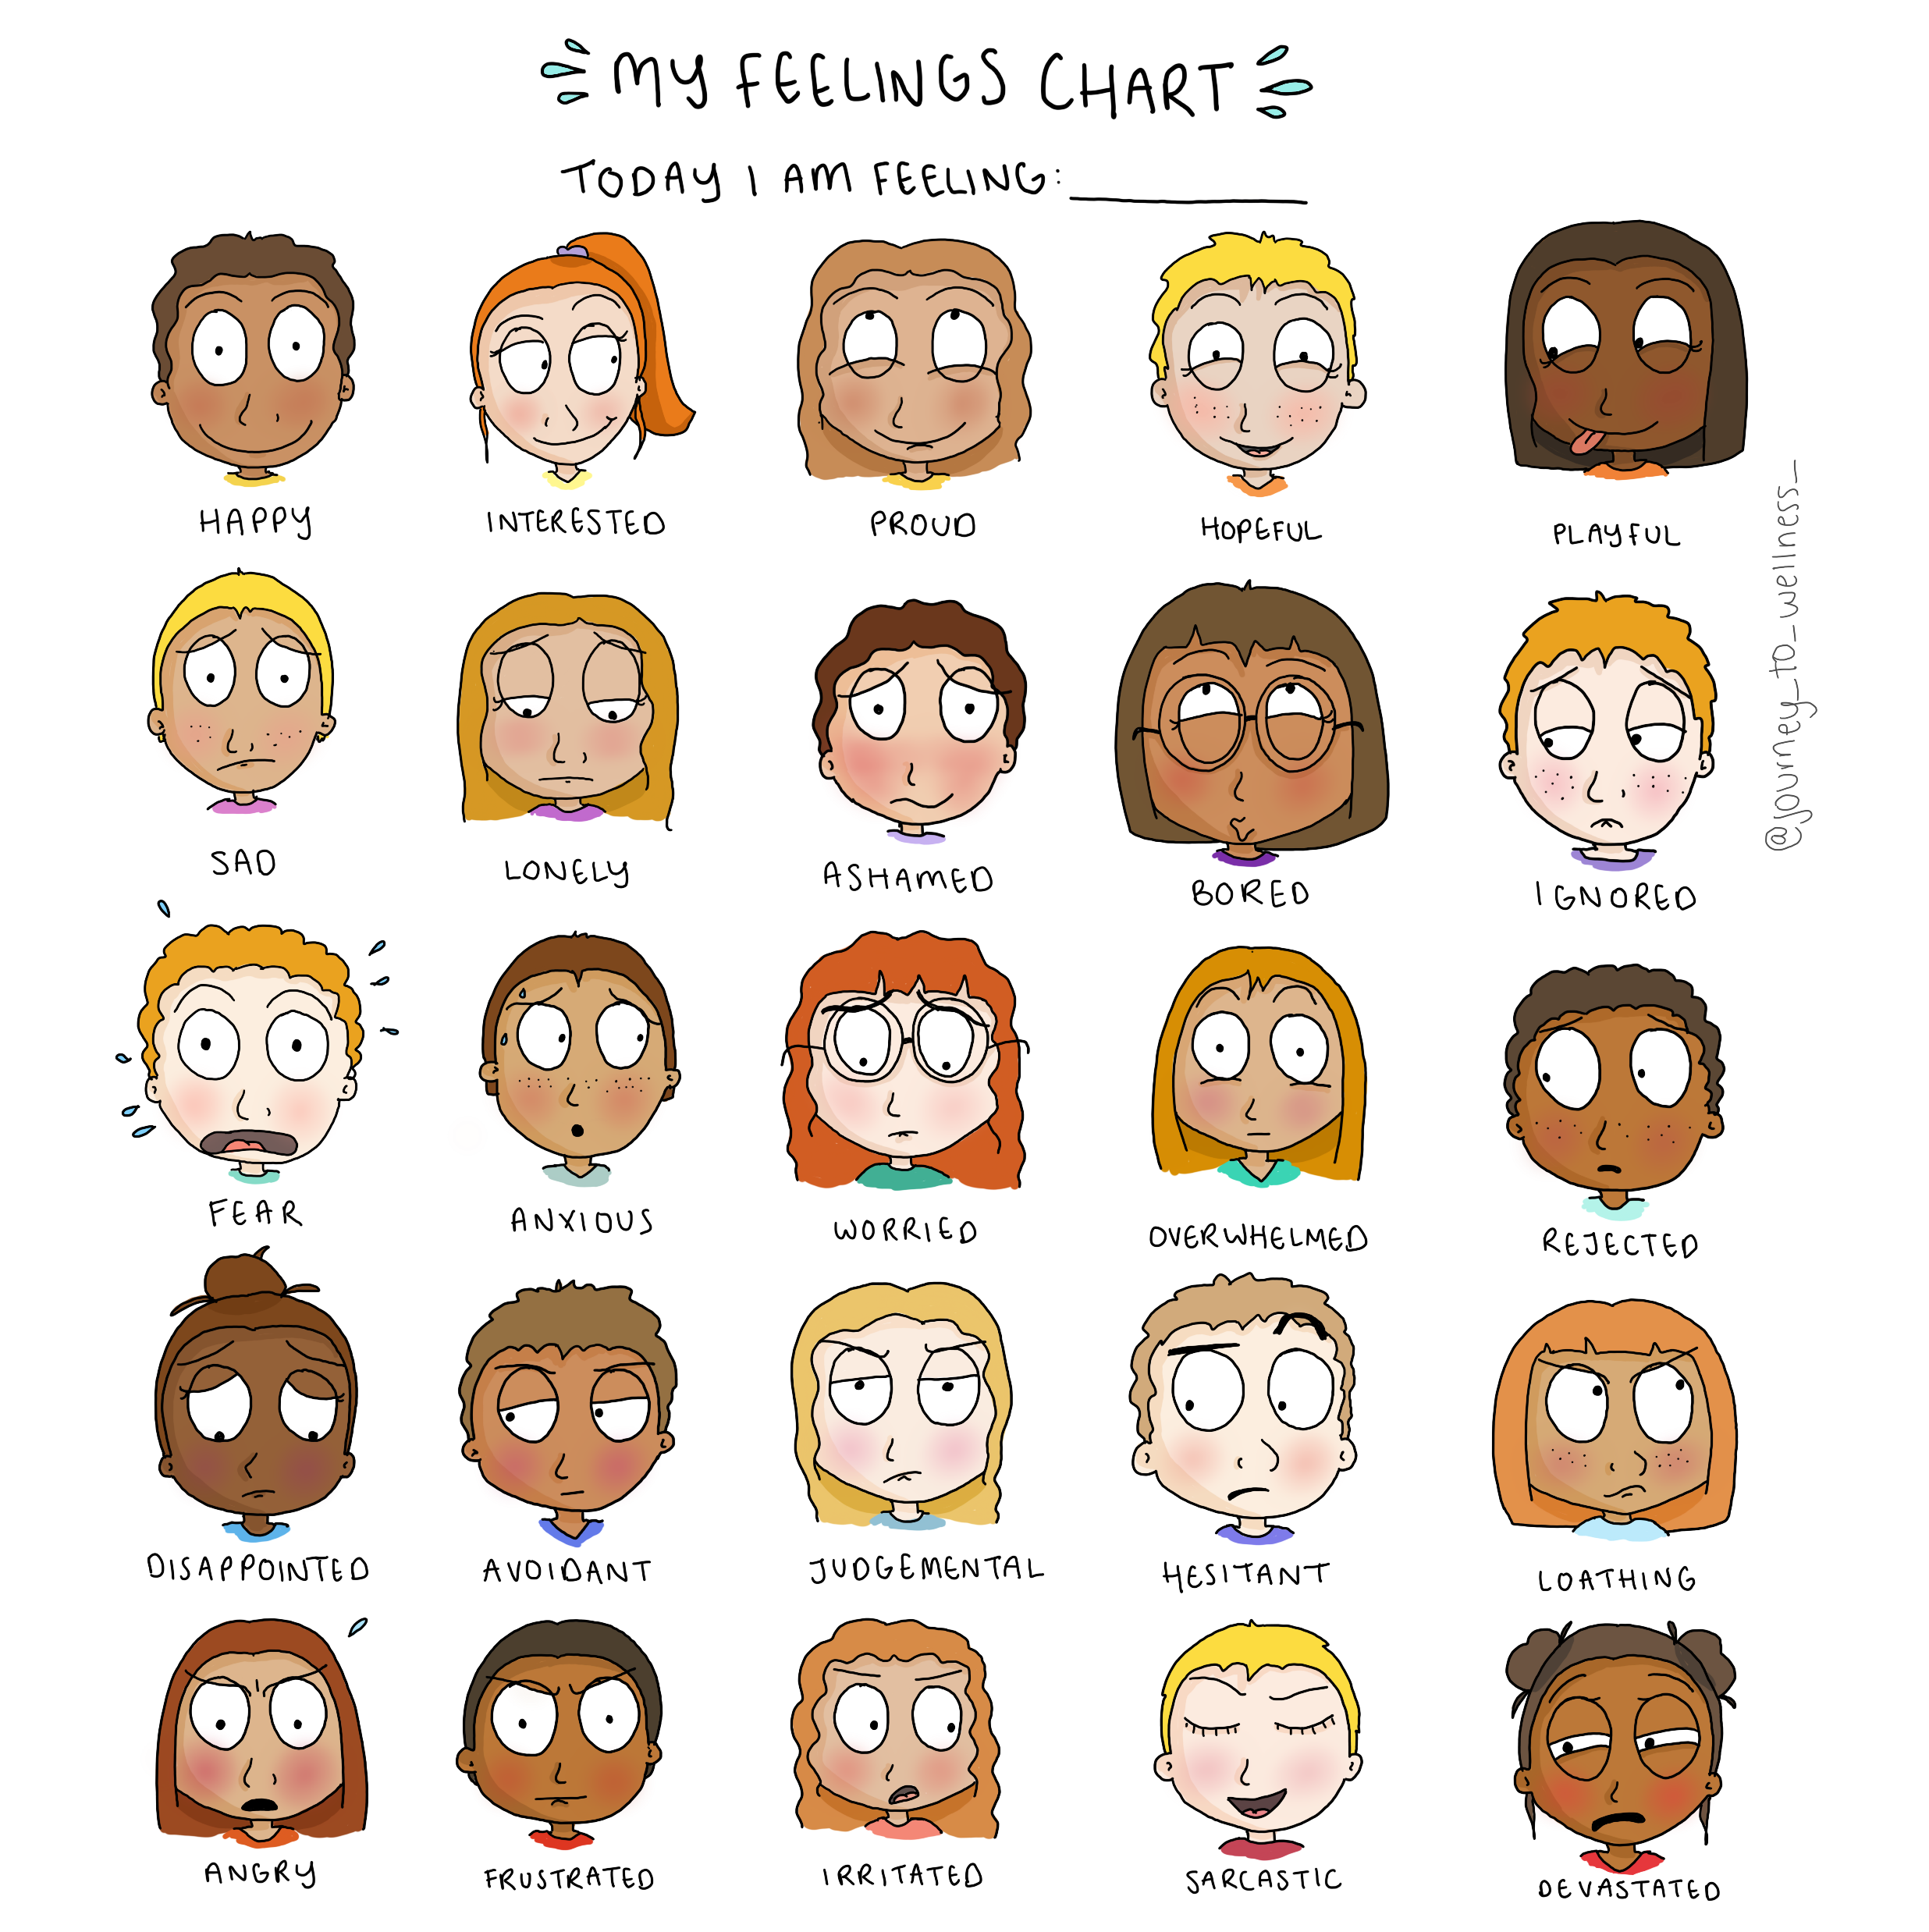 MY FEELINGS CHART
TODAY I AM FEELING:
HAPPY
INTERESTED
PROUD
HOPEFUL
PLAYFUL
@journey_to_wellness_
SAD
LONELY
ASHAMED
BORED
IGNORED
FEAR
ANXIOUS
WORRIED
OVERWHELMED
REJECTED
DISAPPOINTED
AVOIDANT
JUDGEMENTAL
HESITANT
LOATHING
ANGRY
FRUSTRATED
IRRITATED
SARCASTIC
DEVASTATED